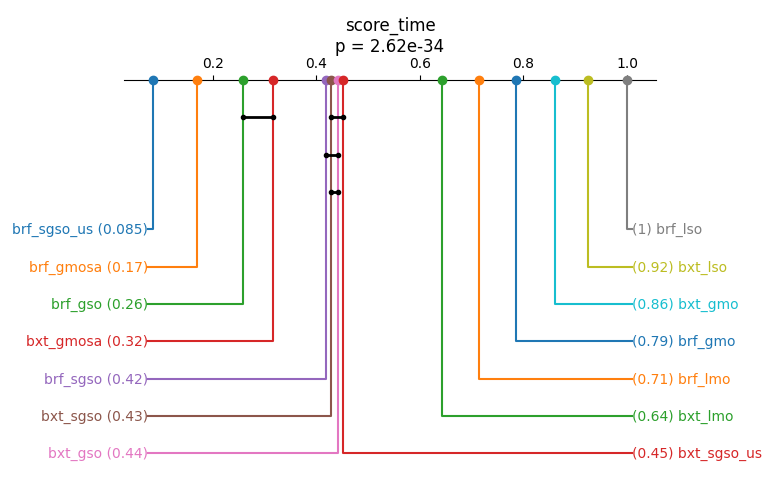 score_time
p = 2.62e-34
0.2 0.4 0.6 0.8 1.0
brf_sgso_us (0.085) (1) brf_lso
brf_gmosa (0.17) (0.92) bxt_lso
brf_gso (0.26) (0.86) bxt_gmo
bxt_gmosa (0.32) (0.79) brf_gmo
brf_sgso (0.42) (0.71) brf_lmo
bxt_sgso (0.43) (0.64) bxt_lmo
bxt_gso (0.44) (0.45) bxt_sgso_us